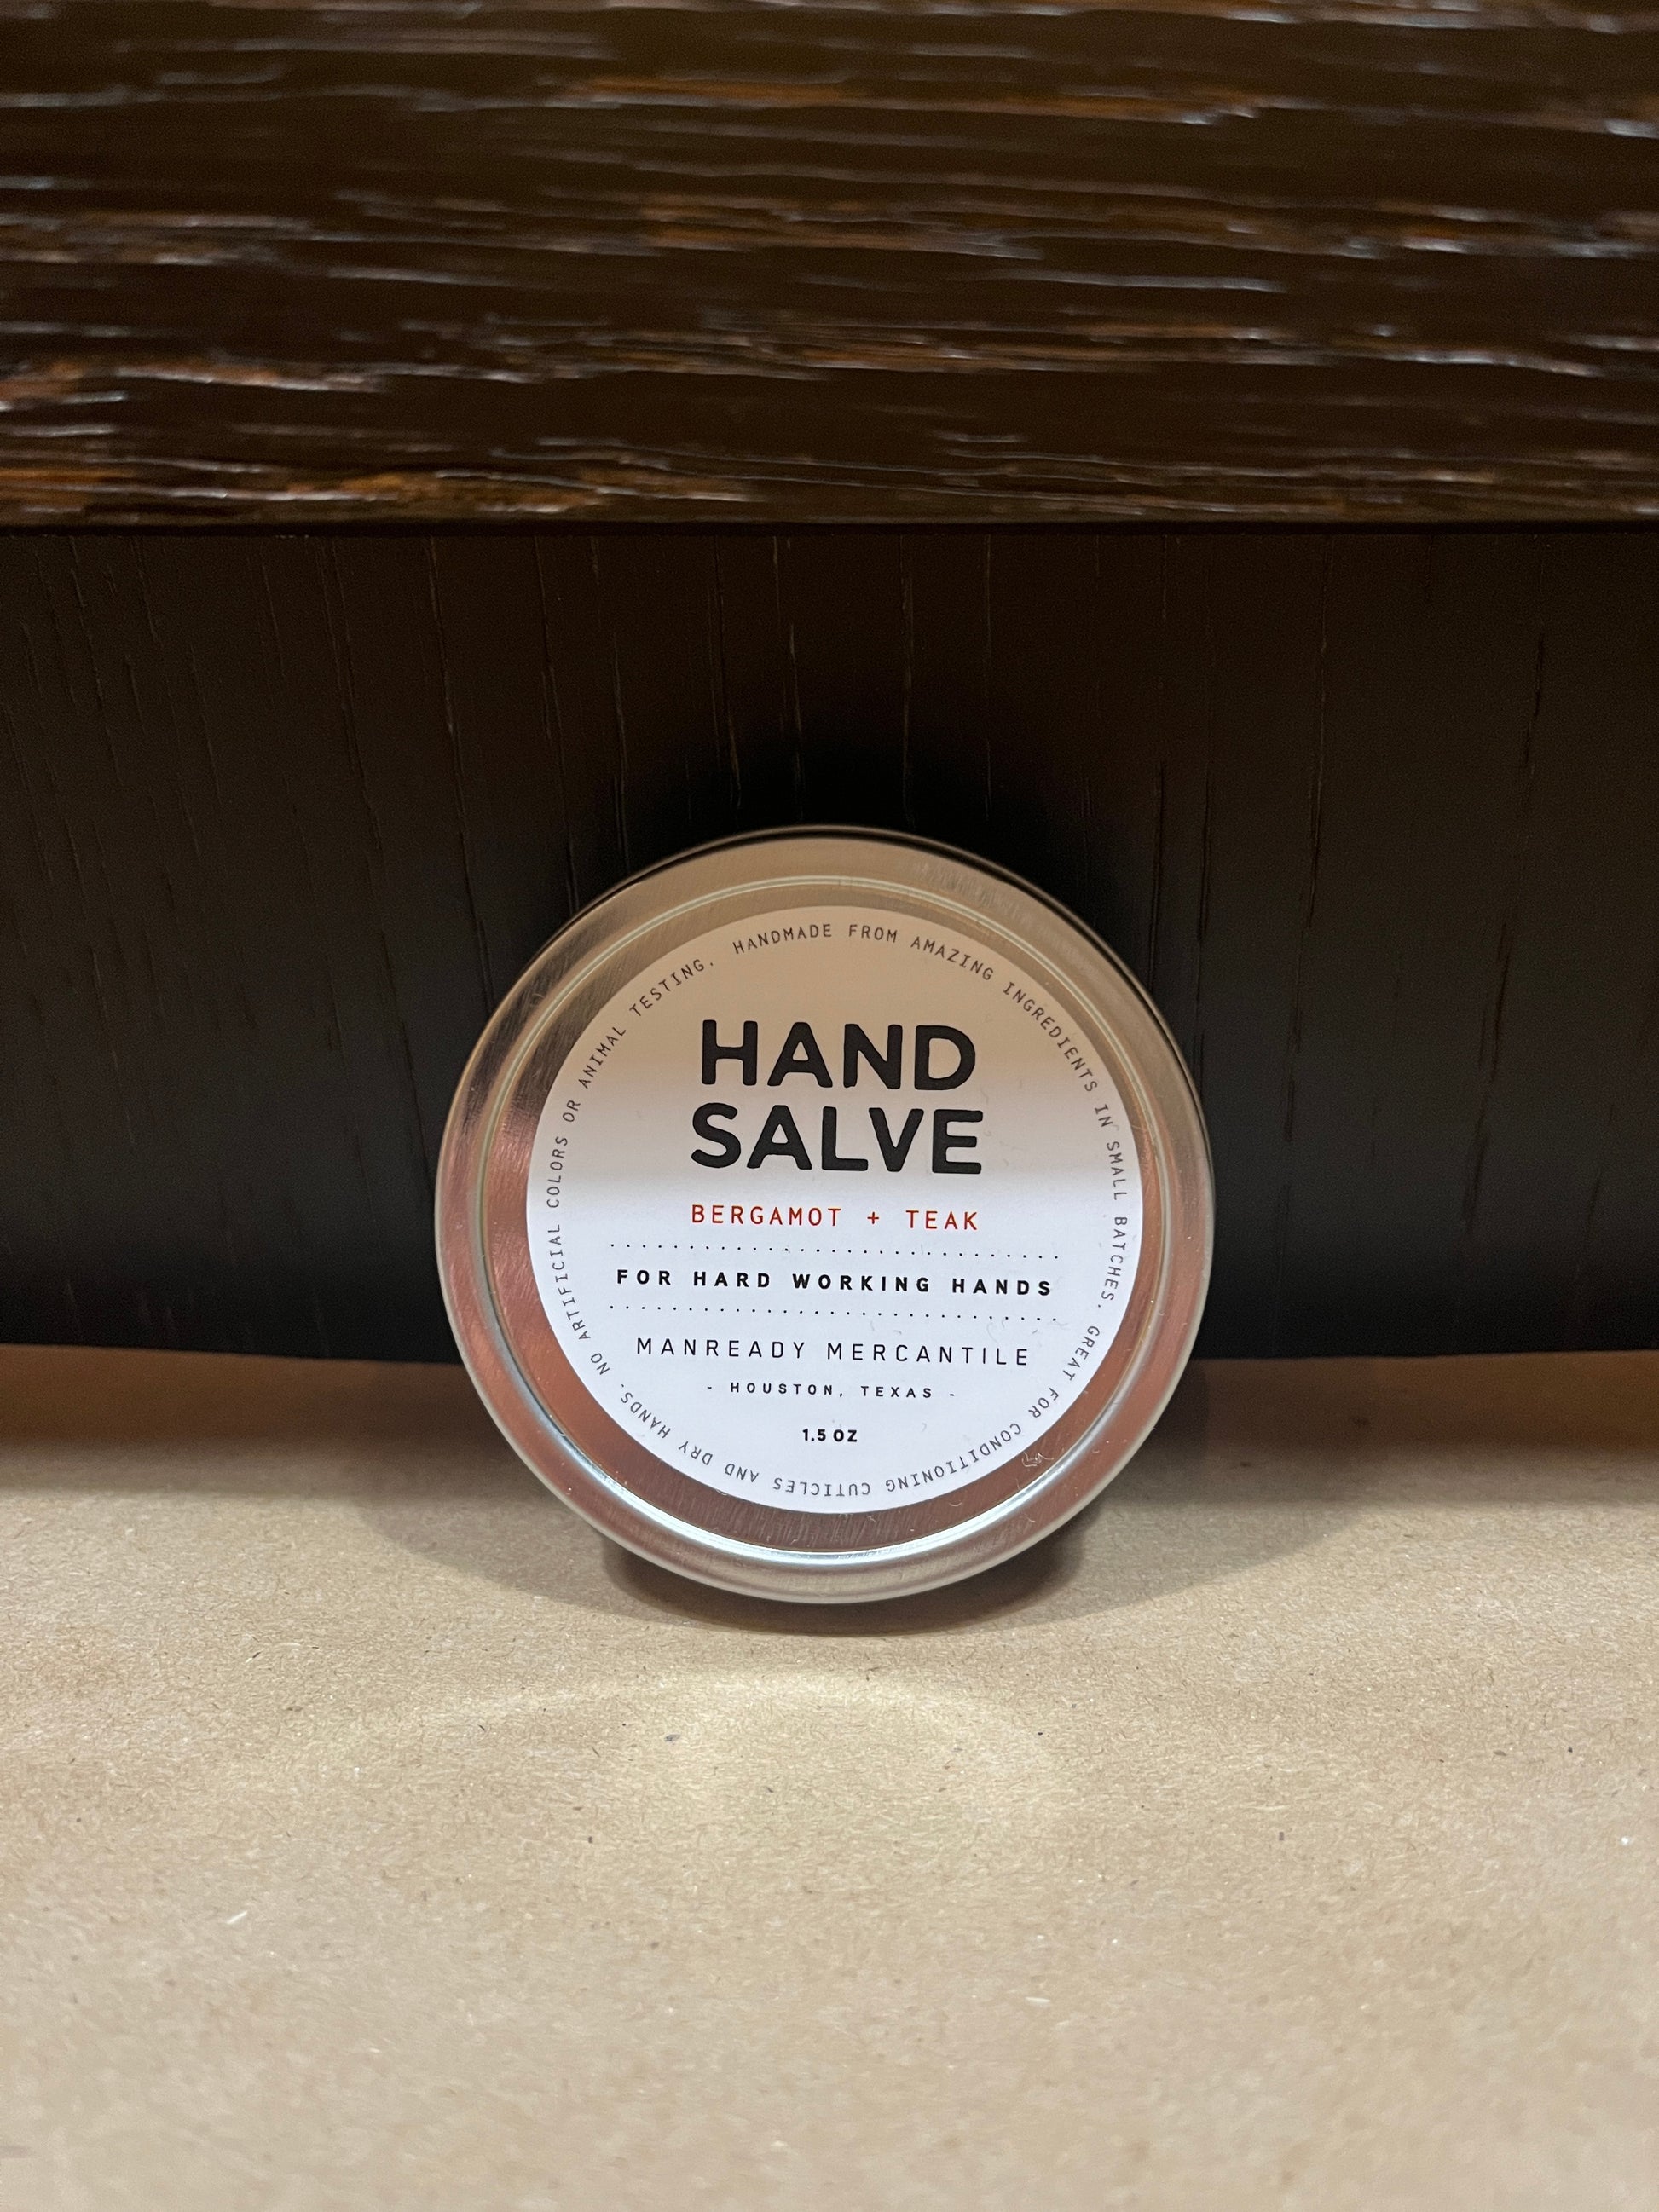 HANDMADE FROM AMAZING INGREDIENTS IN SMALL BATCHES. GREAT FOR CONDITIONING CUTICLES AND DRY HANDS. NO ARTIFICIAL COLORS OR ANIMAL TESTING.
HAND
SALVE
BERGAMOT + TEAK
FOR HARD WORKING HANDS
MANREADY MERCANTILE
- HOUSTON, TEXAS -
1.5 OZ